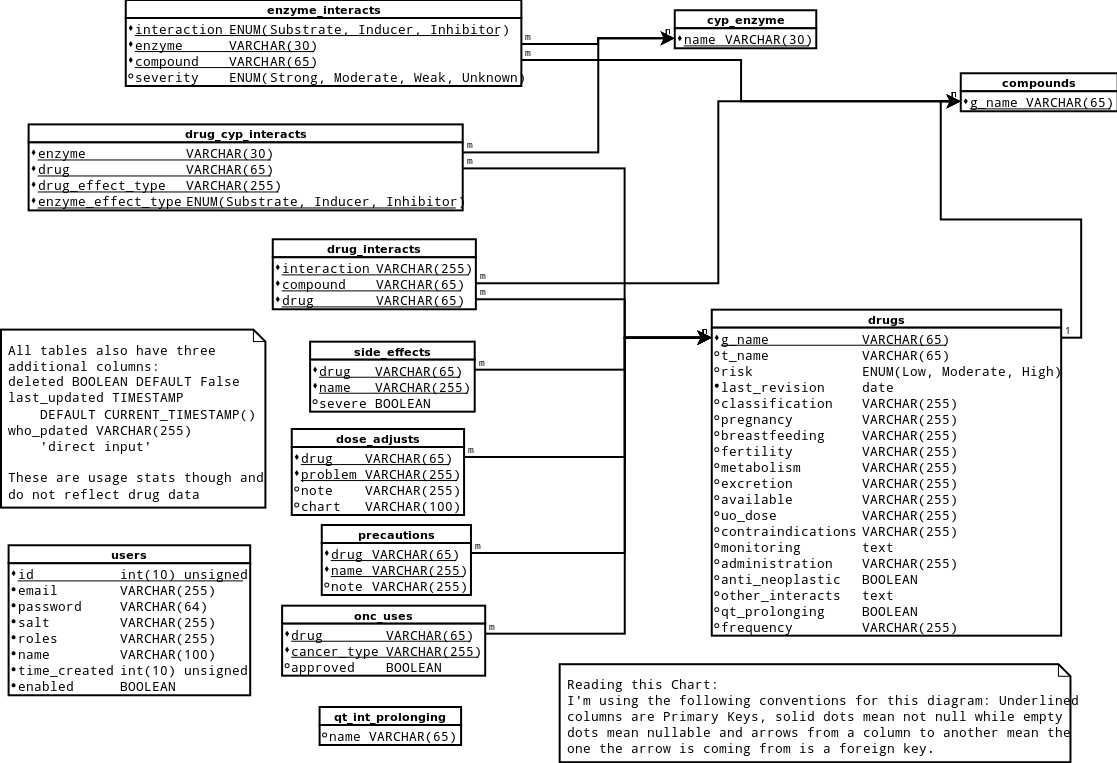 enzyme_interacts
interaction ENUM(Substrate, Inducer, Inhibitor)
enzyme VARCHAR(30)
compound VARCHAR(65)
severity ENUM(Strong, Moderate, Weak, Unknown)
m
m
n
cyp_enzyme
name VARCHAR(30)
n
compounds
g_name VARCHAR(65)
drug_cyp_interacts
enzyme VARCHAR(30)
drug VARCHAR(65)
drug_effect_type VARCHAR(255)
enzyme_effect_type ENUM(Substrate, Inducer, Inhibitor)
m
m
drug_interacts
interaction VARCHAR(255)
compound VARCHAR(65)
drug VARCHAR(65)
m
m
All tables also have three
additional columns:
deleted BOOLEAN DEFAULT False
last_updated TIMESTAMP
DEFAULT CURRENT_TIMESTAMP()
who_pdated VARCHAR(255)
'direct input'
These are usage stats though and
do not reflect drug data
side_effects
drug VARCHAR(65)
name VARCHAR(255)
severe BOOLEAN
m
dose_adjusts
drug VARCHAR(65)
problem VARCHAR(255)
note VARCHAR(255)
chart VARCHAR(100)
m
precautions
drug VARCHAR(65)
name VARCHAR(255)
note VARCHAR(255)
m
onc_uses
drug VARCHAR(65)
cancer_type VARCHAR(255)
approved BOOLEAN
m
qt_int_prolonging
name VARCHAR(65)
users
id int(10) unsigned
email VARCHAR(255)
password VARCHAR(64)
salt VARCHAR(255)
roles VARCHAR(255)
name VARCHAR(100)
time_created int(10) unsigned
enabled BOOLEAN
n
1
drugs
g_name VARCHAR(65)
t_name VARCHAR(65)
risk ENUM(Low, Moderate, High)
last_revision date
classification VARCHAR(255)
pregnancy VARCHAR(255)
breastfeeding VARCHAR(255)
fertility VARCHAR(255)
metabolism VARCHAR(255)
excretion VARCHAR(255)
available VARCHAR(255)
uo_dose VARCHAR(255)
contraindications VARCHAR(255)
monitoring text
administration VARCHAR(255)
anti_neoplastic BOOLEAN
other_interacts text
qt_prolonging BOOLEAN
frequency VARCHAR(255)
Reading this Chart:
I'm using the following conventions for this diagram: Underlined
columns are Primary Keys, solid dots mean not null while empty
dots mean nullable and arrows from a column to another mean the
one the arrow is coming from is a foreign key.